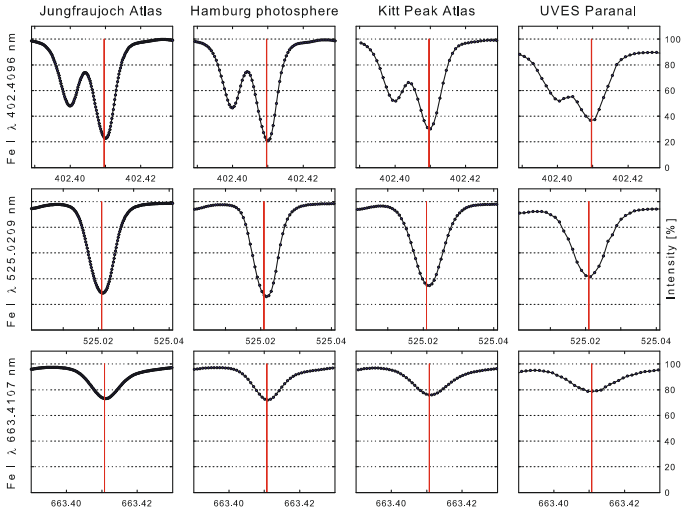 Jungfraujoch Atlas Hamburg photosphere Kitt Peak Atlas UVES Paranal
Fe I λ 402.4096 nm
100
80
60
40
20
0
402.40 402.42 402.40 402.42 402.40 402.42 402.40 402.42
Fe I λ 525.0209 nm
Intensity [%]
525.02 525.04 525.02 525.04 525.02 525.04 525.02 525.04
Fe I λ 663.4107 nm
100
80
60
40
20
0
663.40 663.42 663.40 663.42 663.40 663.42 663.40 663.42